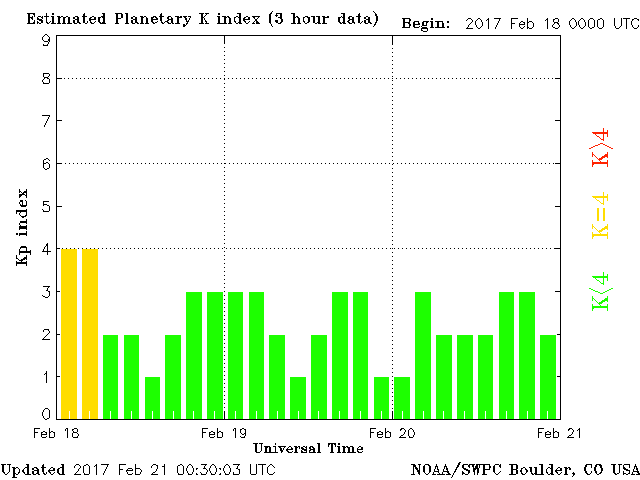 Estimated Planetary K index (3 hour data) Begin: 2017 Feb 18 0000 UTC
9
8
7
6
5
4
3
2
1
0
Kp index
K>4
K=4
K<4
Feb 18 Feb 19 Feb 20 Feb 21
Universal Time
Updated 2017 Feb 21 00:30:03 UTC NOAA/SWPC Boulder, CO USA